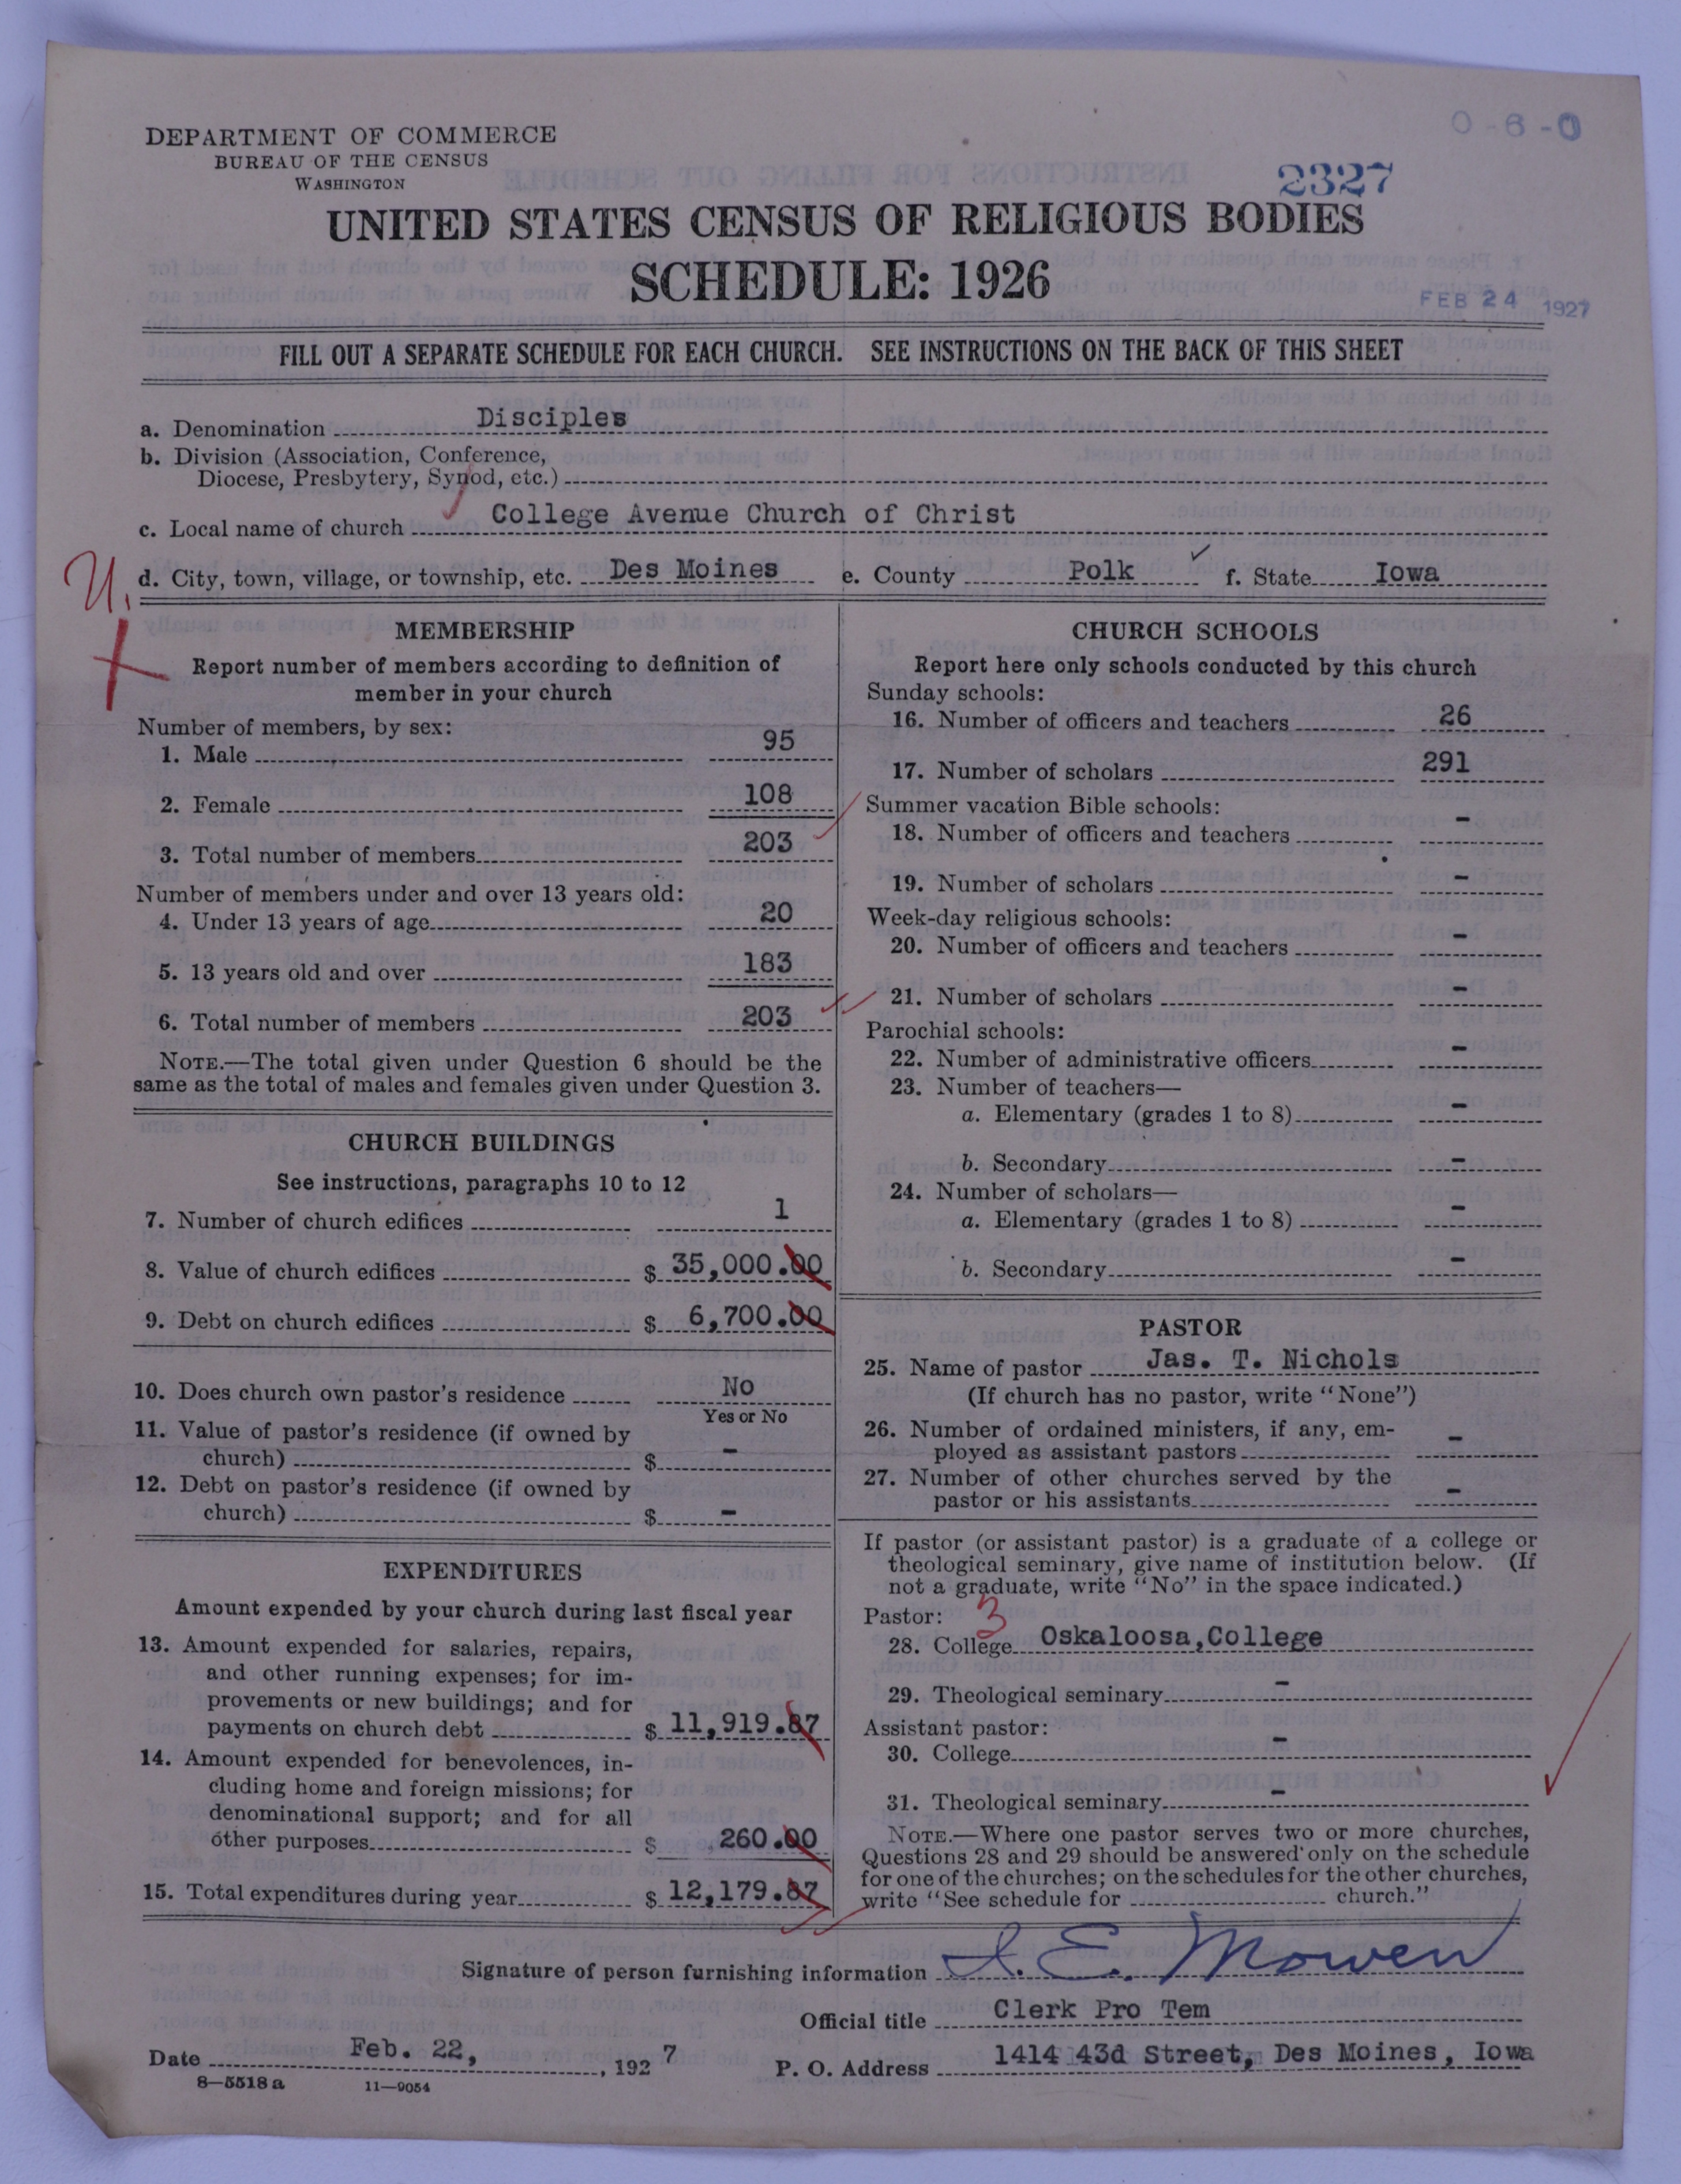 0-6-0
DEPARTMENT OF COMMERCE
BUREAU OF THE CENSUS
WASHINGTON
2327
UNITED STATES CENSUS OF RELIGIOUS BODIES
SCHEDULE: 1926
FEB 24 1927
FILL OUT A SEPARATE SCHEDULE FOR EACH CHURCH. SEE INSTRUCTIONS ON THE BACK OF THIS SHEET
a. Denomination Disciples
b. Division (Association, Conference,
Diocese, Presbytery, Synod, etc.)
c. Local name of church College Avenue Church of Christ
d. City, town, village, or township, etc. Des Moines e. County Polk f. State Iowa
MEMBERSHIP
Report number of members according to definition of
member in your church
Number of members, by sex:
1. Male 95
2. Female 108
3. Total number of members 203
Number of members under and over 13 years old:
4. Under 13 years of age 20
5. 13 years old and over 183
6. Total number of members 203
NOTE.—The total given under Question 6 should be the
same as the total of males and females given under Question 3.
CHURCH BUILDINGS
See instructions, paragraphs 10 to 12
7. Number of church edifices 1
8. Value of church edifices $ 35,000.00
9. Debt on church edifices $ 6,700.00
10. Does church own pastor's residence No
Yes or No
11. Value of pastor's residence (if owned by
church) $ -
12. Debt on pastor's residence (if owned by
church) $ -
EXPENDITURES
Amount expended by your church during last fiscal year
13. Amount expended for salaries, repairs,
and other running expenses; for im-
provements or new buildings; and for
payments on church debt $ 11,919.87
14. Amount expended for benevolences, in-
cluding home and foreign missions; for
denominational support; and for all
other purposes $ 260.00
15. Total expenditures during year $ 12,179.87
CHURCH SCHOOLS
Report here only schools conducted by this church
Sunday schools:
16. Number of officers and teachers 26
17. Number of scholars 291
Summer vacation Bible schools:
18. Number of officers and teachers -
19. Number of scholars -
Week-day religious schools:
20. Number of officers and teachers -
21. Number of scholars -
Parochial schools:
22. Number of administrative officers -
23. Number of teachers—
a. Elementary (grades 1 to 8) -
b. Secondary -
24. Number of scholars—
a. Elementary (grades 1 to 8) -
b. Secondary -
PASTOR
25. Name of pastor Jas. T. Nichols
(If church has no pastor, write "None")
26. Number of ordained ministers, if any, em-
ployed as assistant pastors -
27. Number of other churches served by the
pastor or his assistants -
If pastor (or assistant pastor) is a graduate of a college or
theological seminary, give name of institution below. (If
not a graduate, write "No" in the space indicated.)
Pastor: 3
28. College Oskaloosa,College
29. Theological seminary -
Assistant pastor:
30. College -
31. Theological seminary -
NOTE.—Where one pastor serves two or more churches,
Questions 28 and 29 should be answered only on the schedule
for one of the churches; on the schedules for the other churches,
write "See schedule for church."
Signature of person furnishing information I. E. Mowen
Official title Clerk Pro Tem
Date Feb. 22, , 1927 P. O. Address 1414 43d Street, Des Moines, Iowa
8—5518 a 11—9054